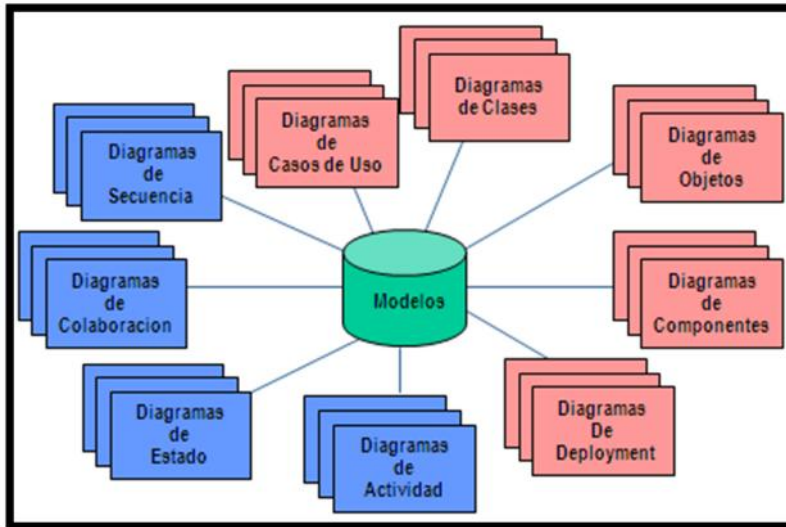 Diagramas
de Clases
Diagramas
de
Casos de Uso
Diagramas
de
Secuencia
Diagramas
de
Objetos
Modelos
Diagramas
de
Colaboracion
Diagramas
de
Componentes
Diagramas
de
Estado
Diagramas
De
Deployment
Diagramas
de
Actividad